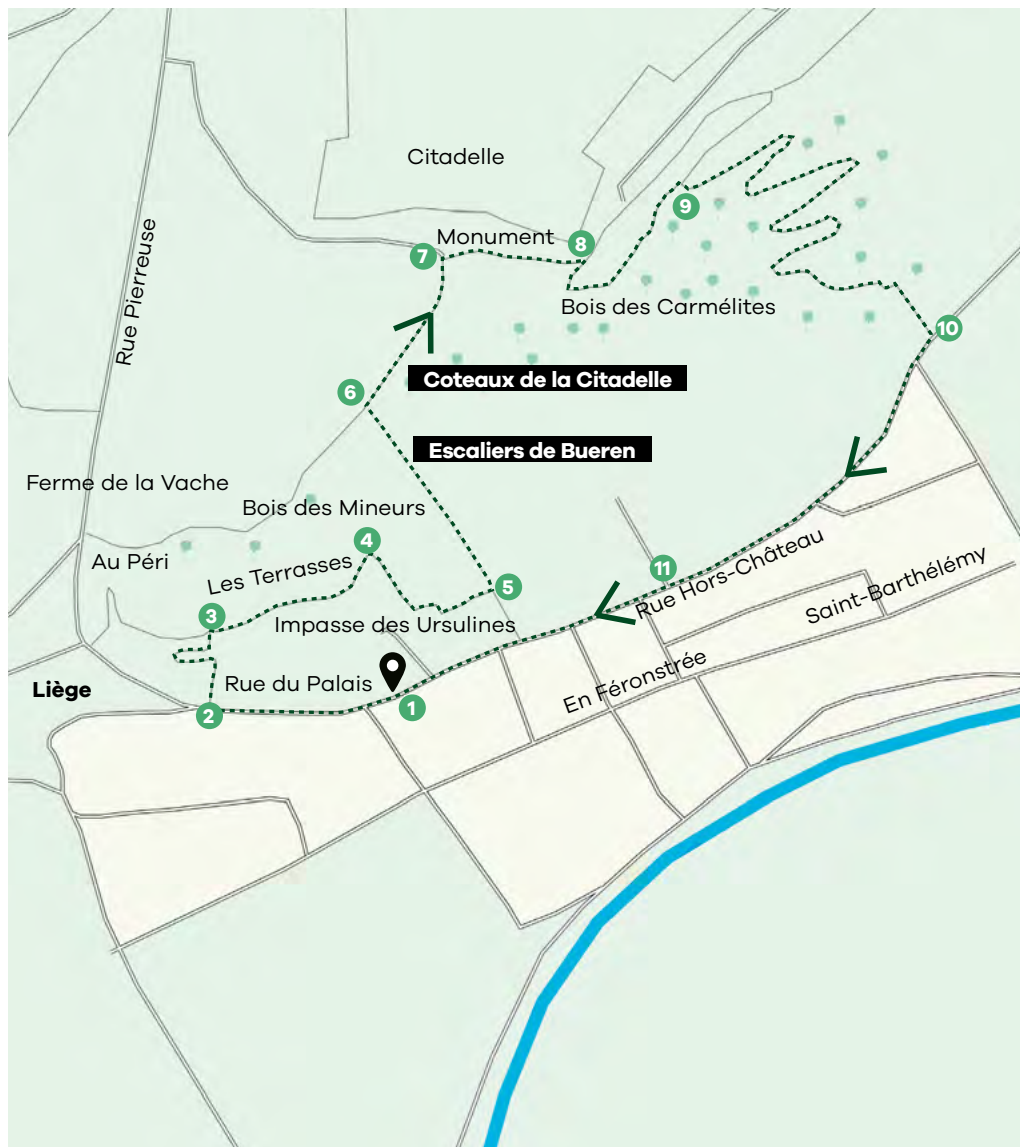 Citadelle
9
8
Monument
7
Rue Pierreuse
Bois des Carmélites
10
Coteaux de la Citadelle
6
Escaliers de Bueren
Ferme de la Vache
Bois des Mineurs
4
Au Péri
Les Terrasses
5
11
Rue Hors-Château
Saint-Barthélémy
3
Impasse des Ursulines
En Féronstrée
Liège
Rue du Palais
1
2